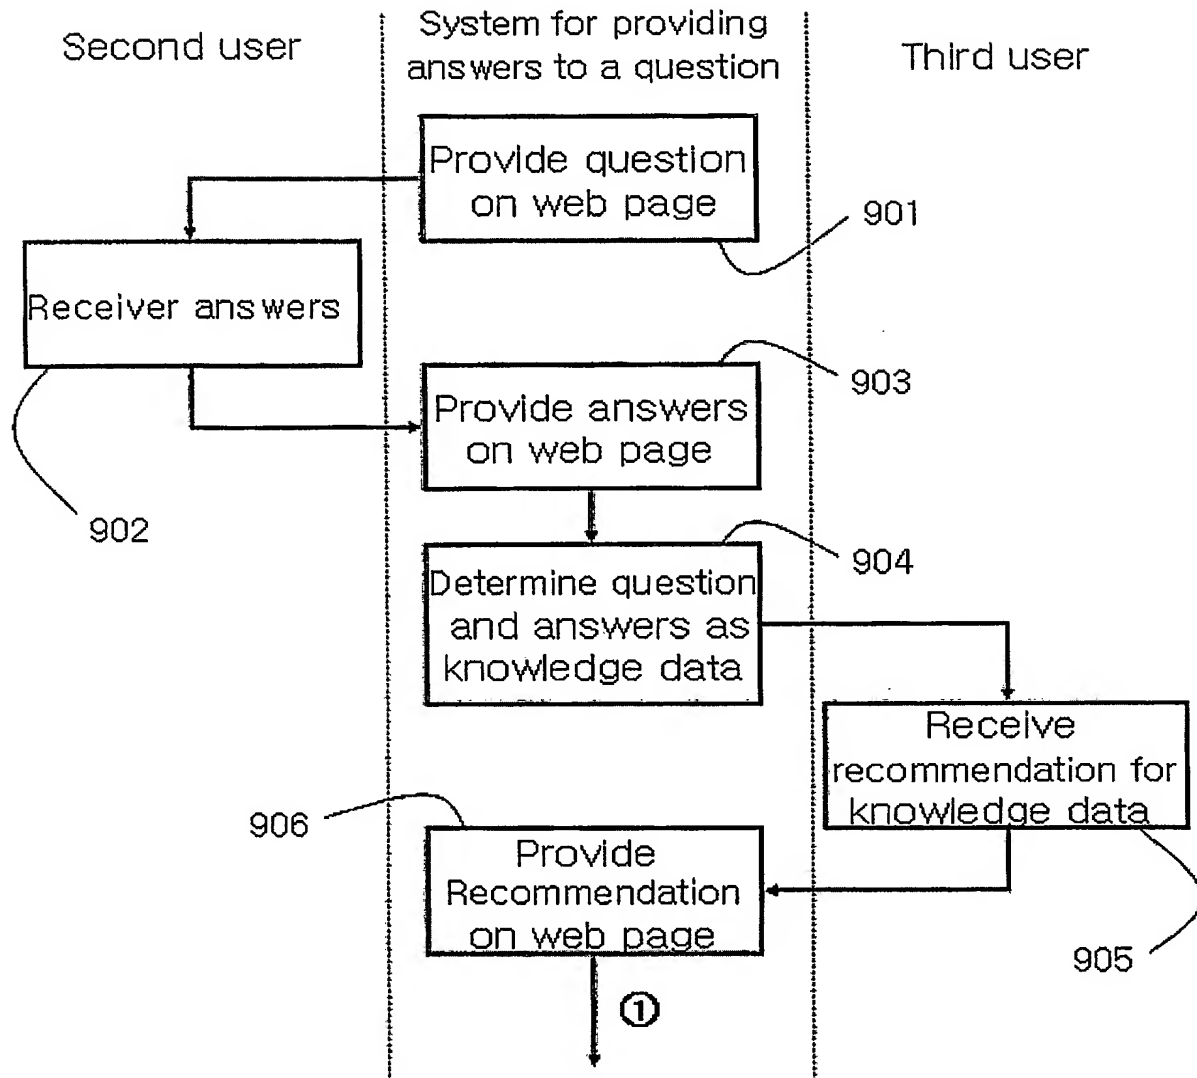 Second user
System for providing
answers to a question
Third user
Provide question
on web page
901
Receiver answers
902
903
Provide answers
on web page
904
Determine question
and answers as
knowledge data
Receive
recommendation for
knowledge data
905
906
Provide
Recommendation
on web page
①